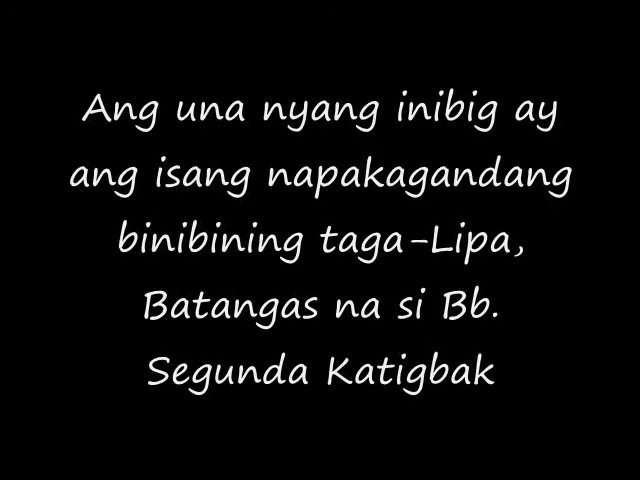 Ang una nyang inibig ay
ang isang napakagandang
binibining taga-Lipa,
Batangas na si Bb.
Segunda Katigbak